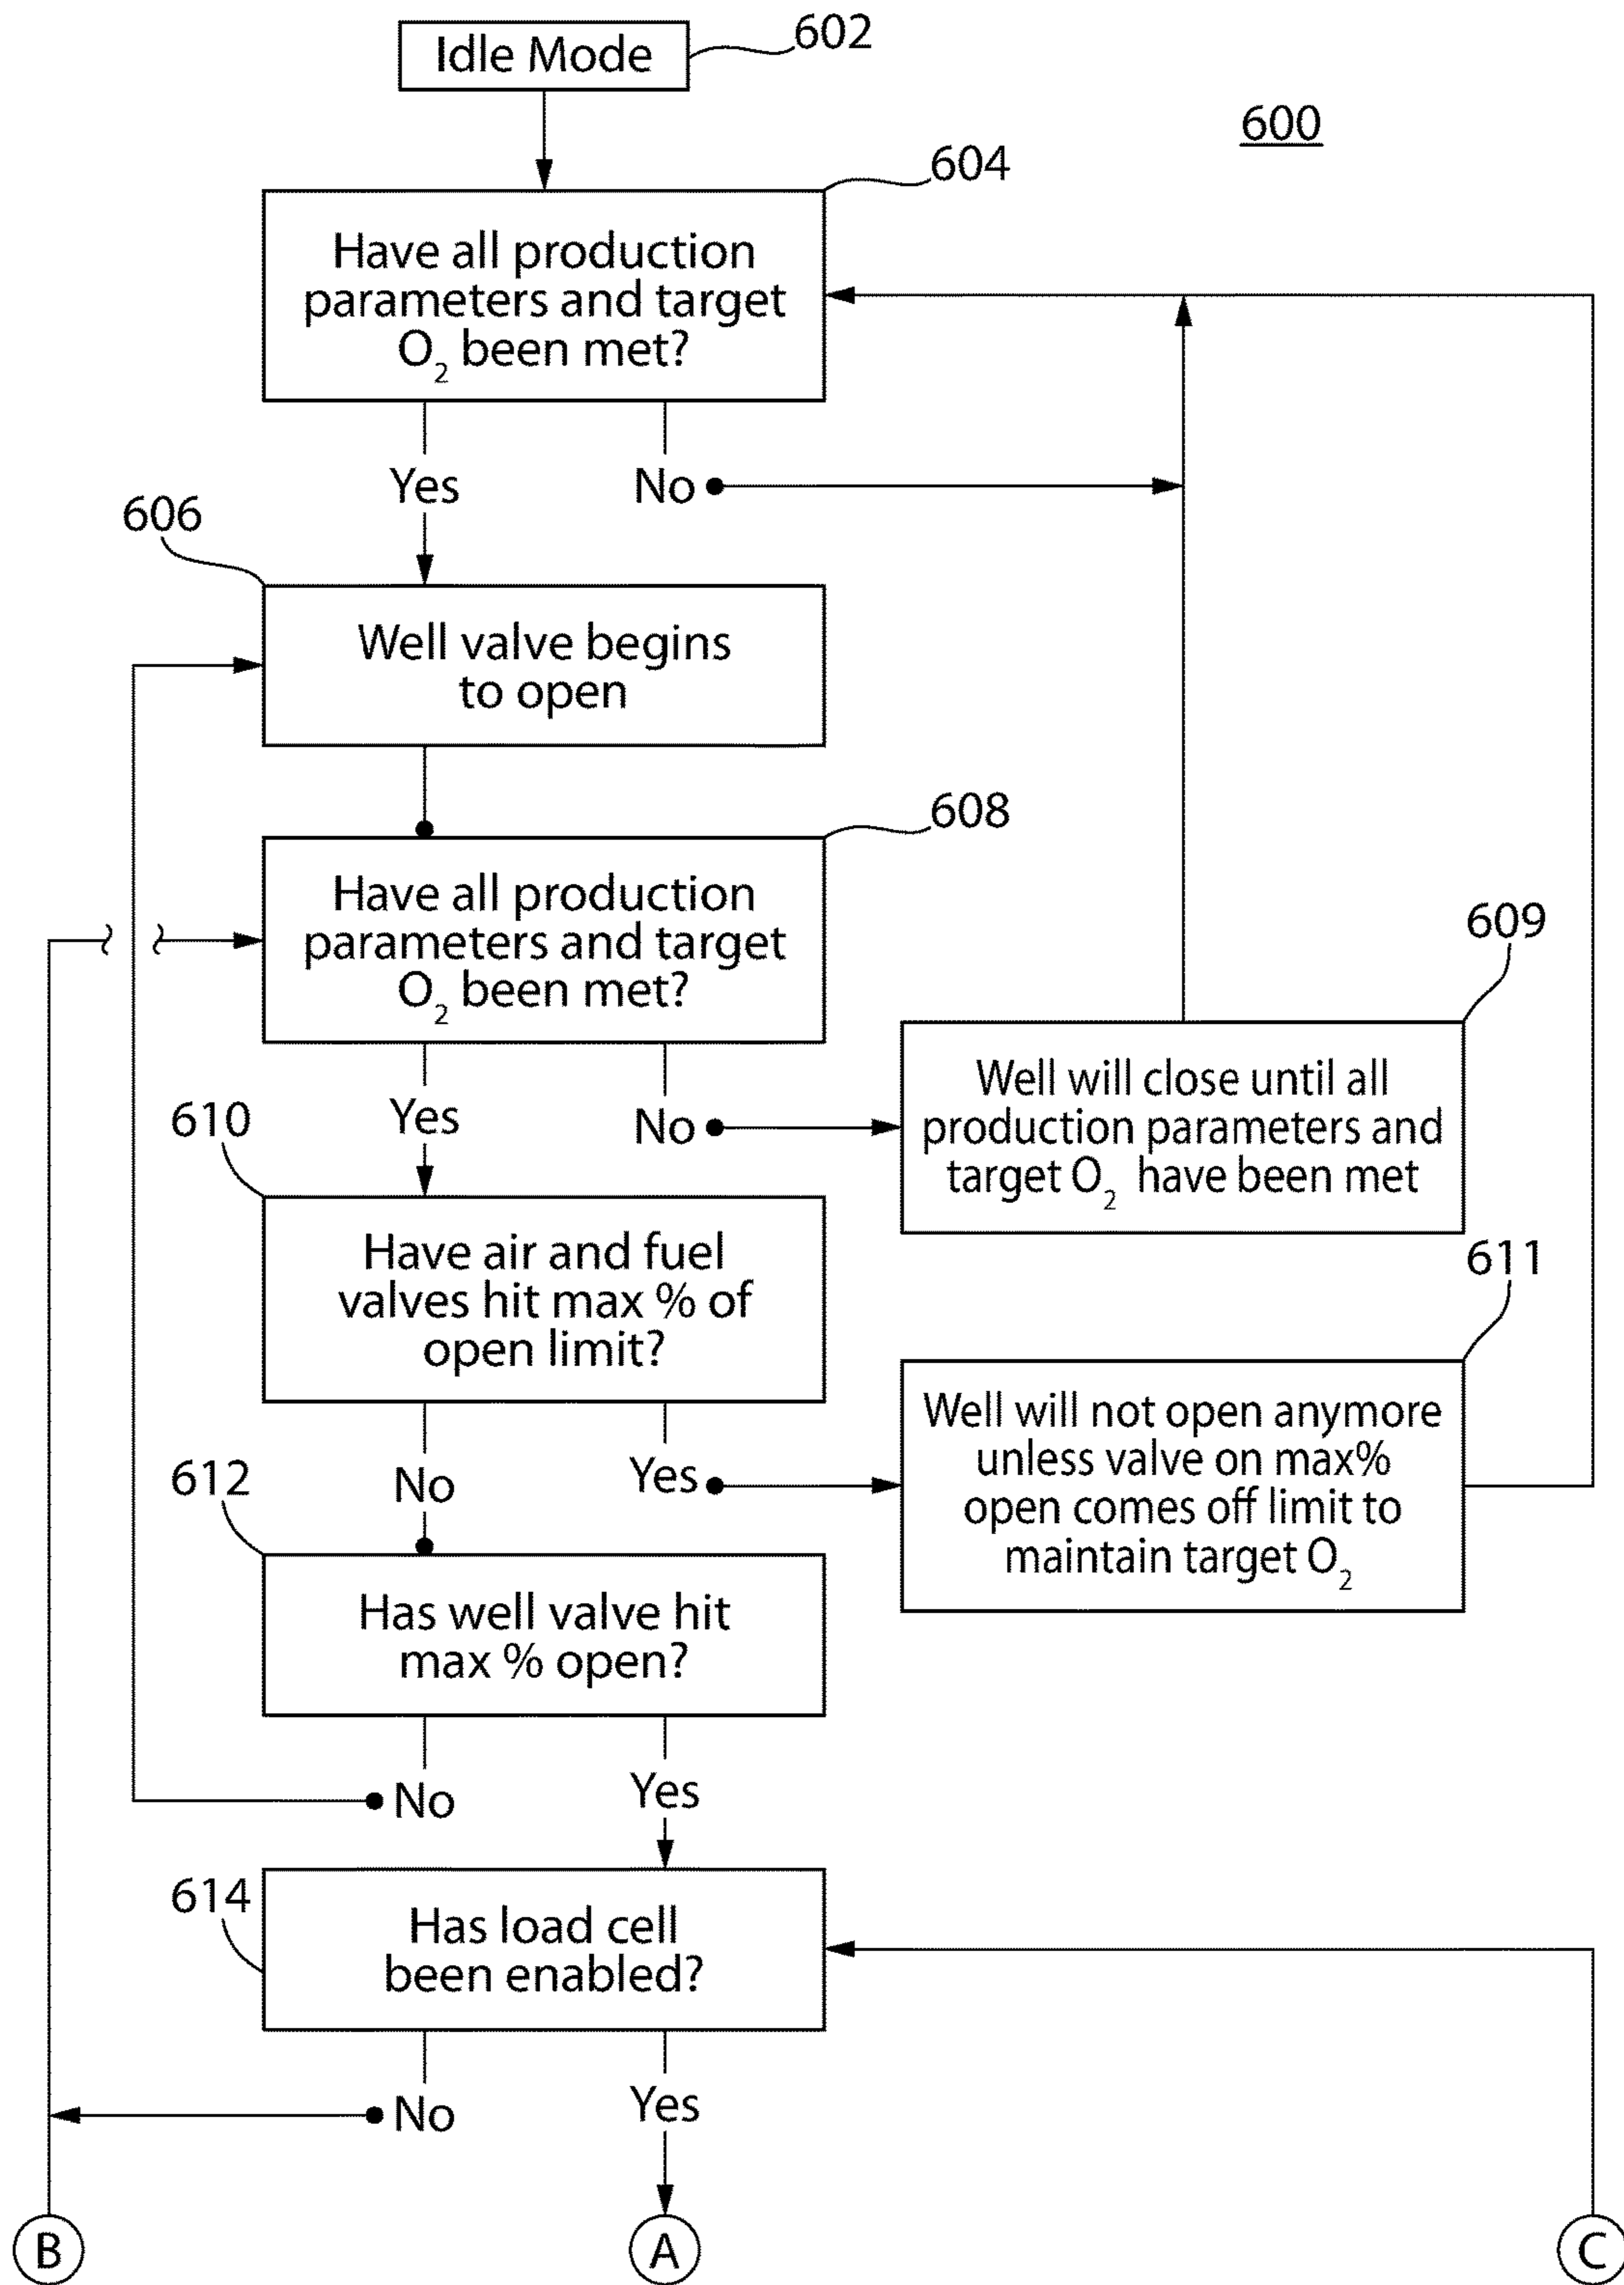 Idle Mode
602
600
604
Have all production
parameters and target
O₂ been met?
Yes
No
606
Well valve begins
to open
608
Have all production
parameters and target
O₂ been met?
609
Yes
No
Well will close until all
production parameters and
target O₂ have been met
610
Have air and fuel
valves hit max % of
open limit?
611
Well will not open anymore
unless valve on max%
open comes off limit to
maintain target O₂
No
Yes
612
Has well valve hit
max % open?
No
Yes
614
Has load cell
been enabled?
No
Yes
B
A
C